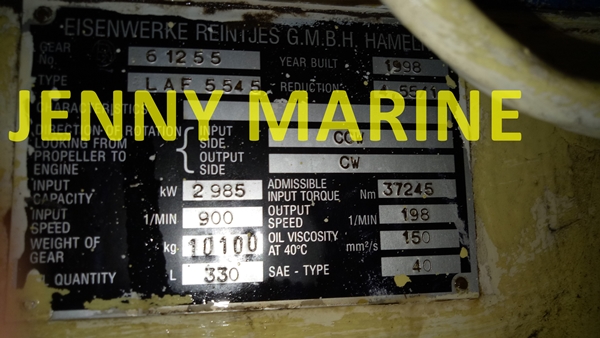 EISENWERKE REINTJES G.M.B.H. HAMELN
GEAR No. 61255 YEAR BUILT 1998
TYPE LAF 5545 REDUCTION
JENNY MARINE
CHARACTERISTICS
DIRECTION OF ROTATION LOOKING FROM PROPELLER TO ENGINE
INPUT SIDE CCW
OUTPUT SIDE CW
INPUT CAPACITY kW 2985 ADMISSIBLE INPUT TORQUE Nm 37245
INPUT SPEED 1/MIN 900 OUTPUT SPEED 1/MIN 198
WEIGHT OF GEAR kg 10100 OIL VISCOSITY AT 40°C mm²/s 150
QUANTITY L 330 SAE - TYPE 40